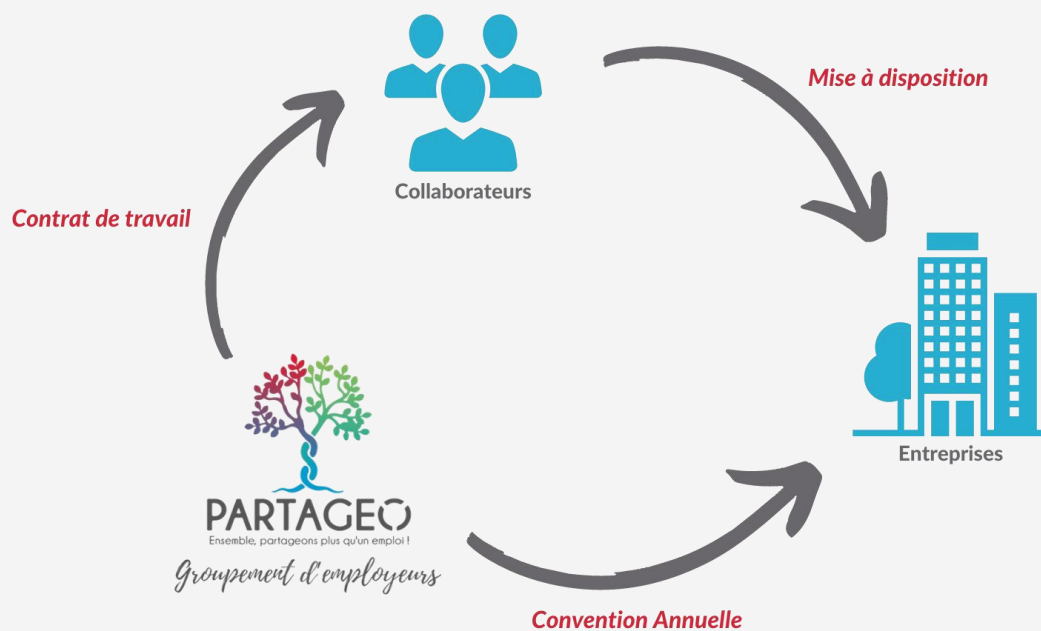 Mise à disposition
Collaborateurs
Contrat de travail
Entreprises
PARTAGEO
Ensemble, partageons plus qu'un emploi !
Groupement d'employeurs
Convention Annuelle